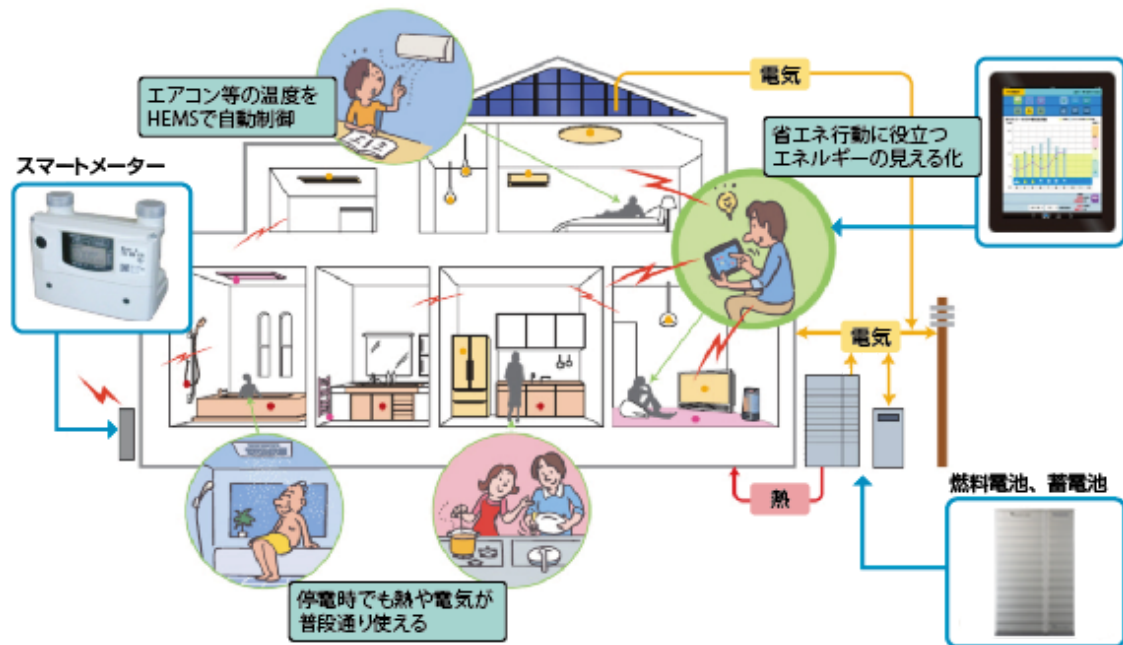 エアコン等の温度を
HEMSで自動制御
電気
省エネ行動に役立つ
エネルギーの見える化
スマートメーター
電気
熱
燃料電池、蓄電池
停電時でも熱や電気が
普段通り使える